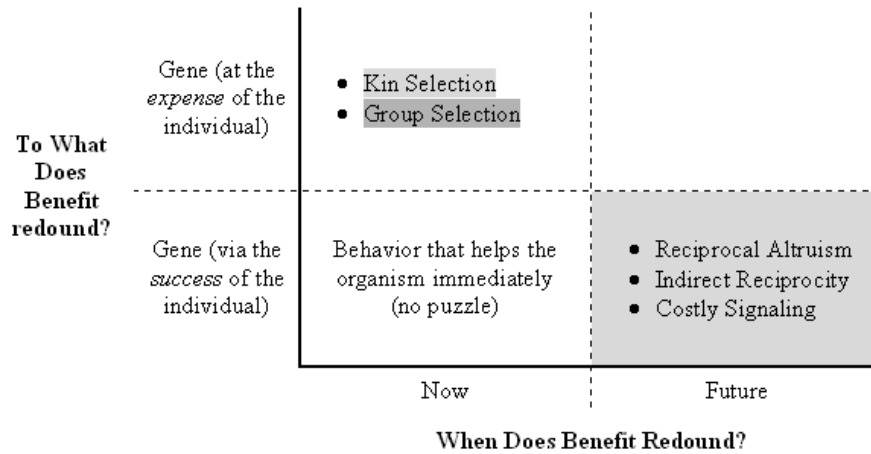 To What
Does
Benefit
redound?
Gene (at the
expense of the
individual)
• Kin Selection
• Group Selection
Gene (via the
success of the
individual)
Behavior that helps the
organism immediately
(no puzzle)
• Reciprocal Altruism
• Indirect Reciprocity
• Costly Signaling
Now
Future
When Does Benefit Redound?